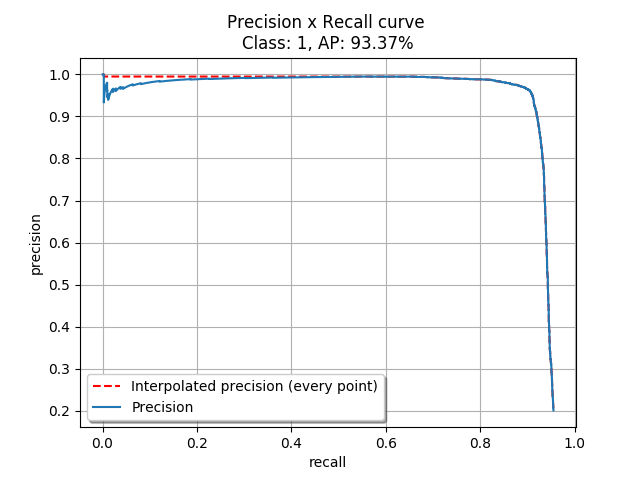 Precision x Recall curve
Class: 1, AP: 93.37%
1.0
0.9
0.8
0.7
0.6
0.5
0.4
0.3
0.2
precision
Interpolated precision (every point)
Precision
0.0 0.2 0.4 0.6 0.8 1.0
recall